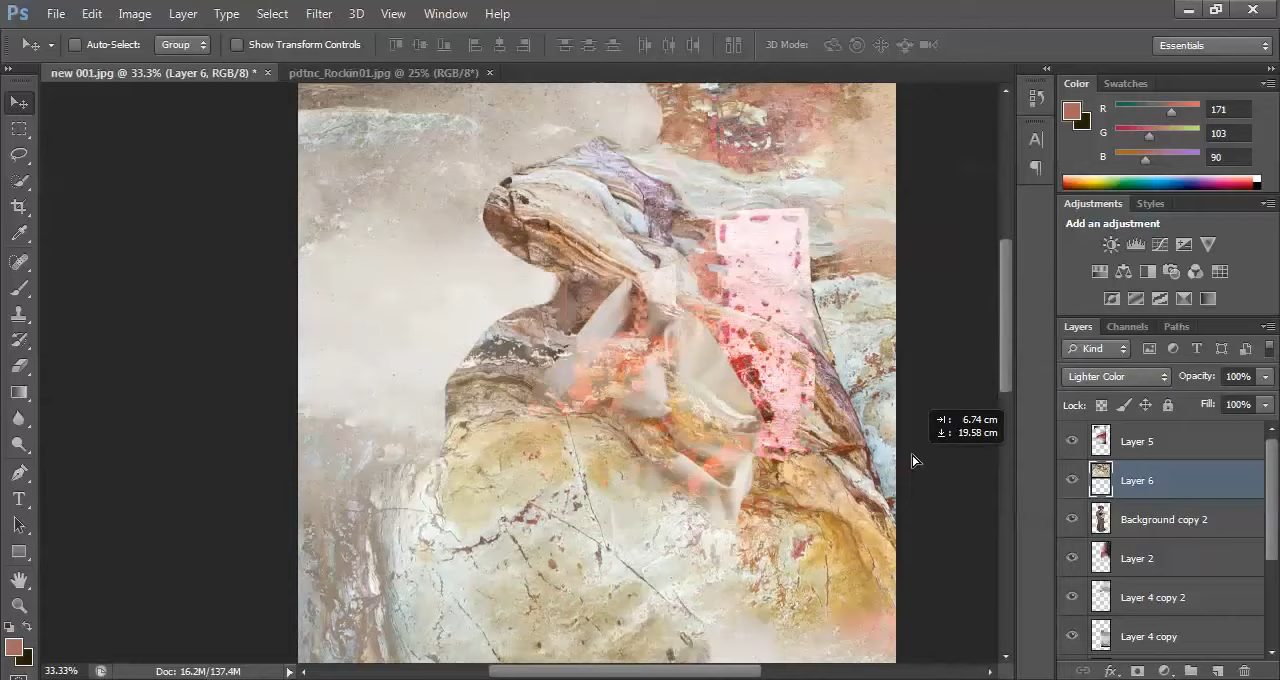 Ps File Edit Image Layer Type Select Filter 3D View Window Help
Auto-Select: Group Show Transform Controls 3D Mode: Essentials
new 001.jpg @ 33.3% (Layer 6, RGB/8) * × pdtnc_Rockin01.jpg @ 25% (RGB/8*) ×
Color Swatches
R 171
G 103
B 90
Adjustments Styles
Add an adjustment
Layers Channels Paths
Kind
Lighter Color Opacity: 100%
Lock: Fill: 100%
6.74 cm
19.58 cm
Layer 5
Layer 6
Background copy 2
Layer 2
Layer 4 copy 2
Layer 4 copy
33.33% Doc: 16.2M/137.4M